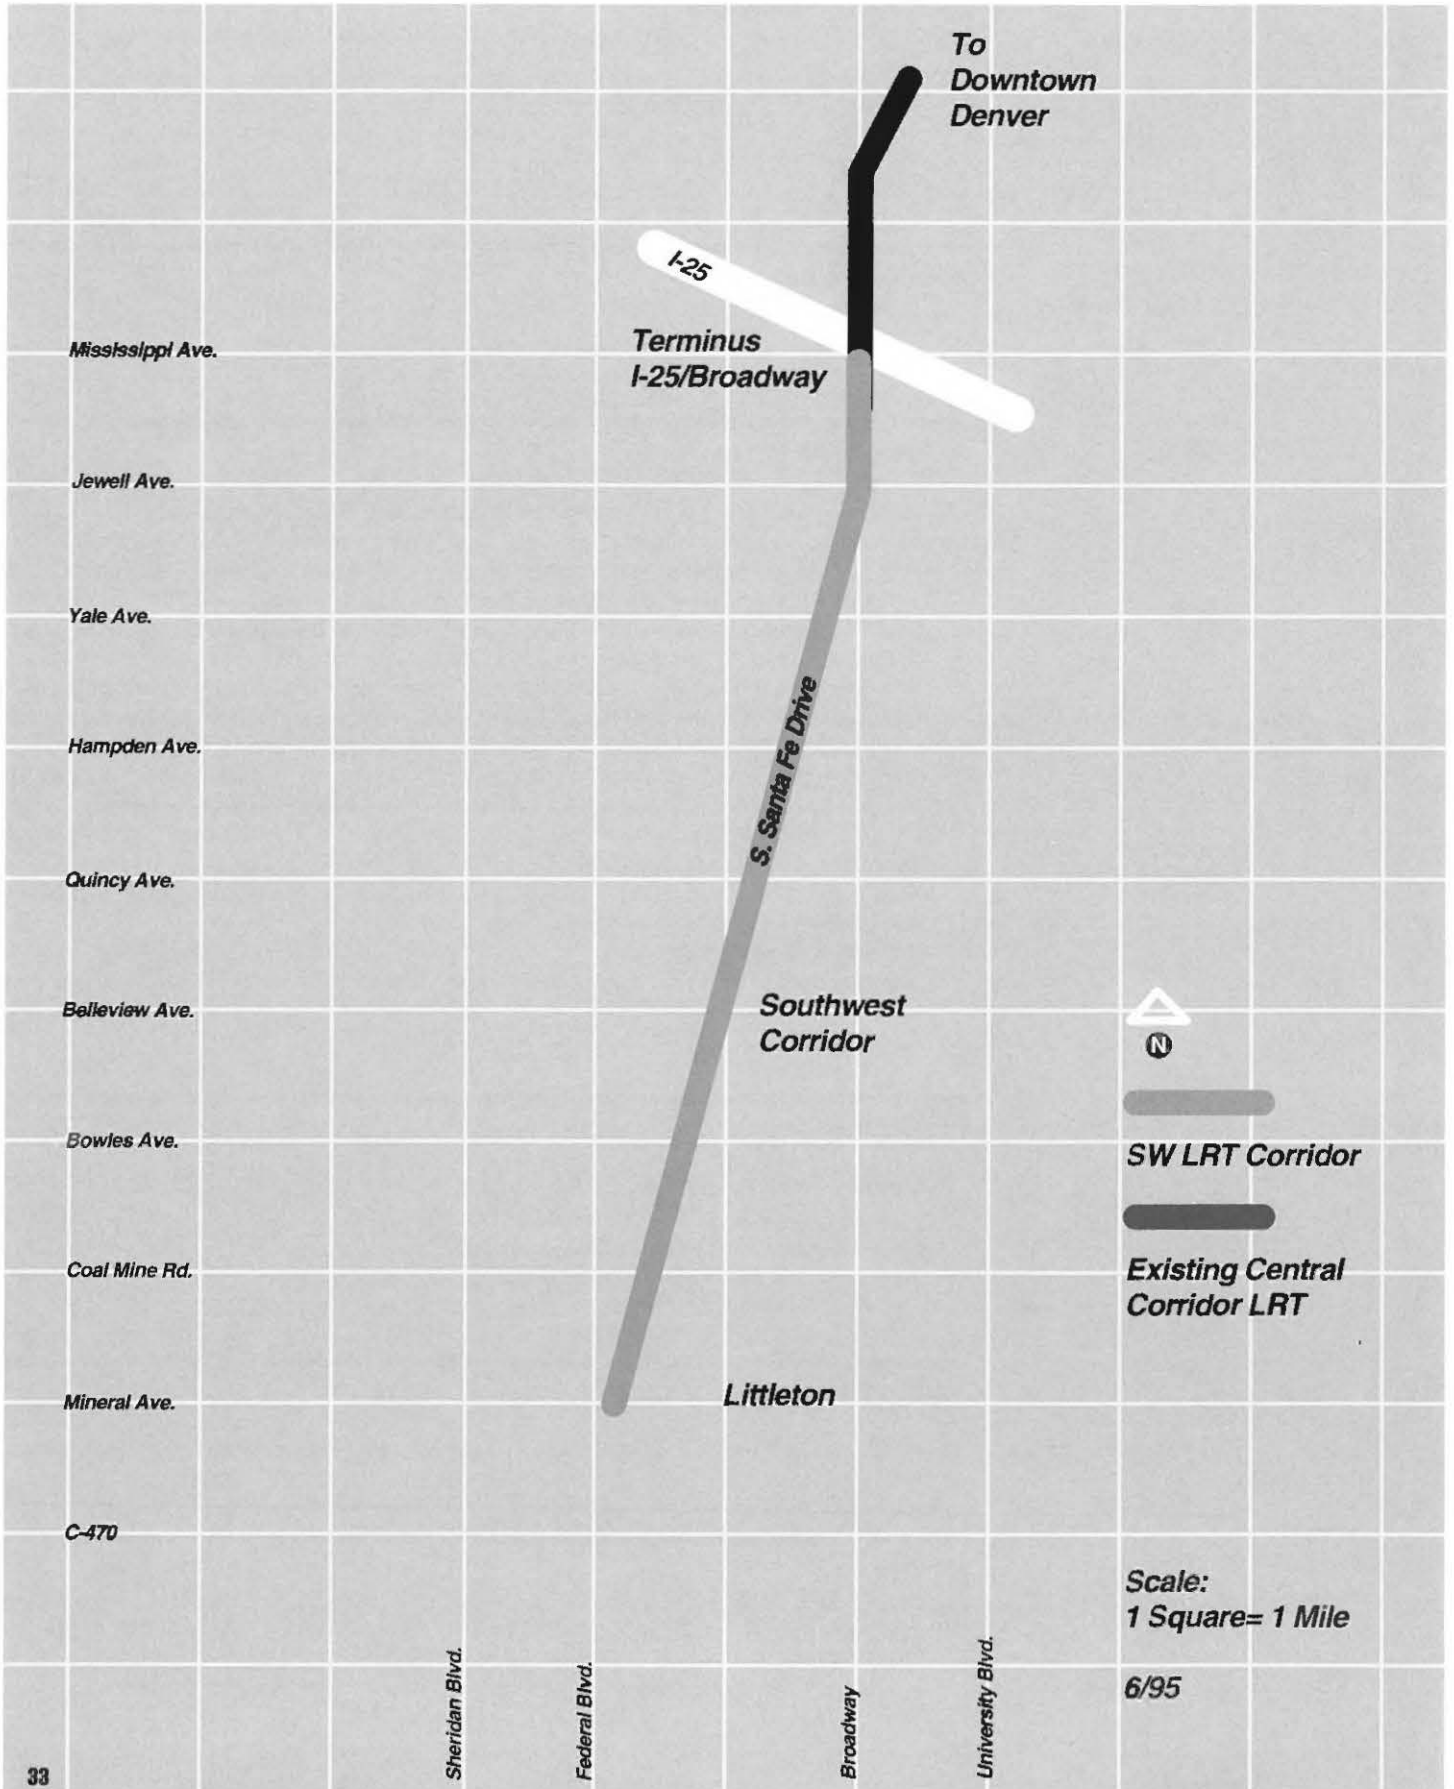 To
Downtown
Denver
I-25
Terminus
I-25/Broadway
Mississippi Ave.
Jewell Ave.
Yale Ave.
S. Santa Fe Drive
Hampden Ave.
Quincy Ave.
Belleview Ave.
Southwest
Corridor
N
Bowles Ave.
SW LRT Corridor
Coal Mine Rd.
Existing Central
Corridor LRT
Mineral Ave.
Littleton
C-470
Scale:
1 Square= 1 Mile
6/95
Sheridan Blvd.
Federal Blvd.
Broadway
University Blvd.
33